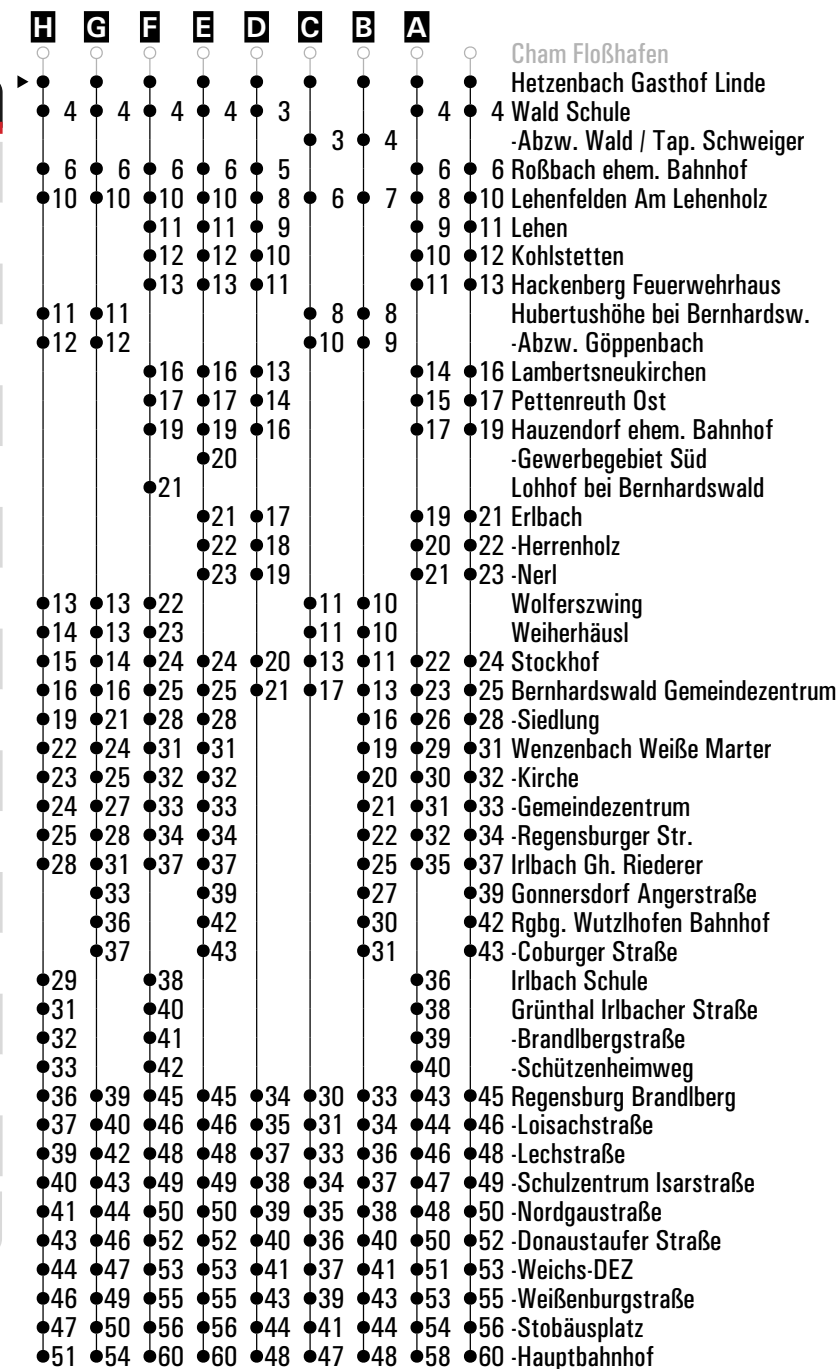 H G F E D C B A
Cham Floßhafen
Hetzenbach Gasthof Linde
4 4 4 4 3 4 4 Wald Schule
3 4 -Abzw. Wald / Tap. Schweiger
6 6 6 6 5 6 6 Roßbach ehem. Bahnhof
10 10 10 10 8 6 7 8 10 Lehenfelden Am Lehenholz
11 11 9 9 11 Lehen
12 12 10 10 12 Kohlstetten
13 13 11 11 13 Hackenberg Feuerwehrhaus
11 11 8 8 Hubertushöhe bei Bernhardsw.
12 12 10 9 -Abzw. Göppenbach
16 16 13 14 16 Lambertsneukirchen
17 17 14 15 17 Pettenreuth Ost
19 19 16 17 19 Hauzendorf ehem. Bahnhof
20 -Gewerbegebiet Süd
21 Lohhof bei Bernhardswald
21 17 19 21 Erlbach
22 18 20 22 -Herrenholz
23 19 21 23 -Nerl
13 13 22 11 10 Wolferszwing
14 13 23 11 10 Weiherhäusl
15 14 24 24 20 13 11 22 24 Stockhof
16 16 25 25 21 17 13 23 25 Bernhardswald Gemeindezentrum
19 21 28 28 16 26 28 -Siedlung
22 24 31 31 19 29 31 Wenzenbach Weiße Marter
23 25 32 32 20 30 32 -Kirche
24 27 33 33 21 31 33 -Gemeindezentrum
25 28 34 34 22 32 34 -Regensburger Str.
28 31 37 37 25 35 37 Irlbach Gh. Riederer
33 39 27 39 Gonnersdorf Angerstraße
36 42 30 42 Rgbg. Wutzlhofen Bahnhof
37 43 31 43 -Coburger Straße
29 38 36 Irlbach Schule
31 40 38 Grünthal Irlbacher Straße
32 41 39 -Brandlbergstraße
33 42 40 -Schützenheimweg
36 39 45 45 34 30 33 43 45 Regensburg Brandlberg
37 40 46 46 35 31 34 44 46 -Loisachstraße
39 42 48 48 37 33 36 46 48 -Lechstraße
40 43 49 49 38 34 37 47 49 -Schulzentrum Isarstraße
41 44 50 50 39 35 38 48 50 -Nordgaustraße
43 46 52 52 40 36 40 50 52 -Donaustaufer Straße
44 47 53 53 41 37 41 51 53 -Weichs-DEZ
46 49 55 55 43 39 43 53 55 -Weißenburgstraße
47 50 56 56 44 41 44 54 56 -Stobäusplatz
51 54 60 60 48 47 48 58 60 -Hauptbahnhof